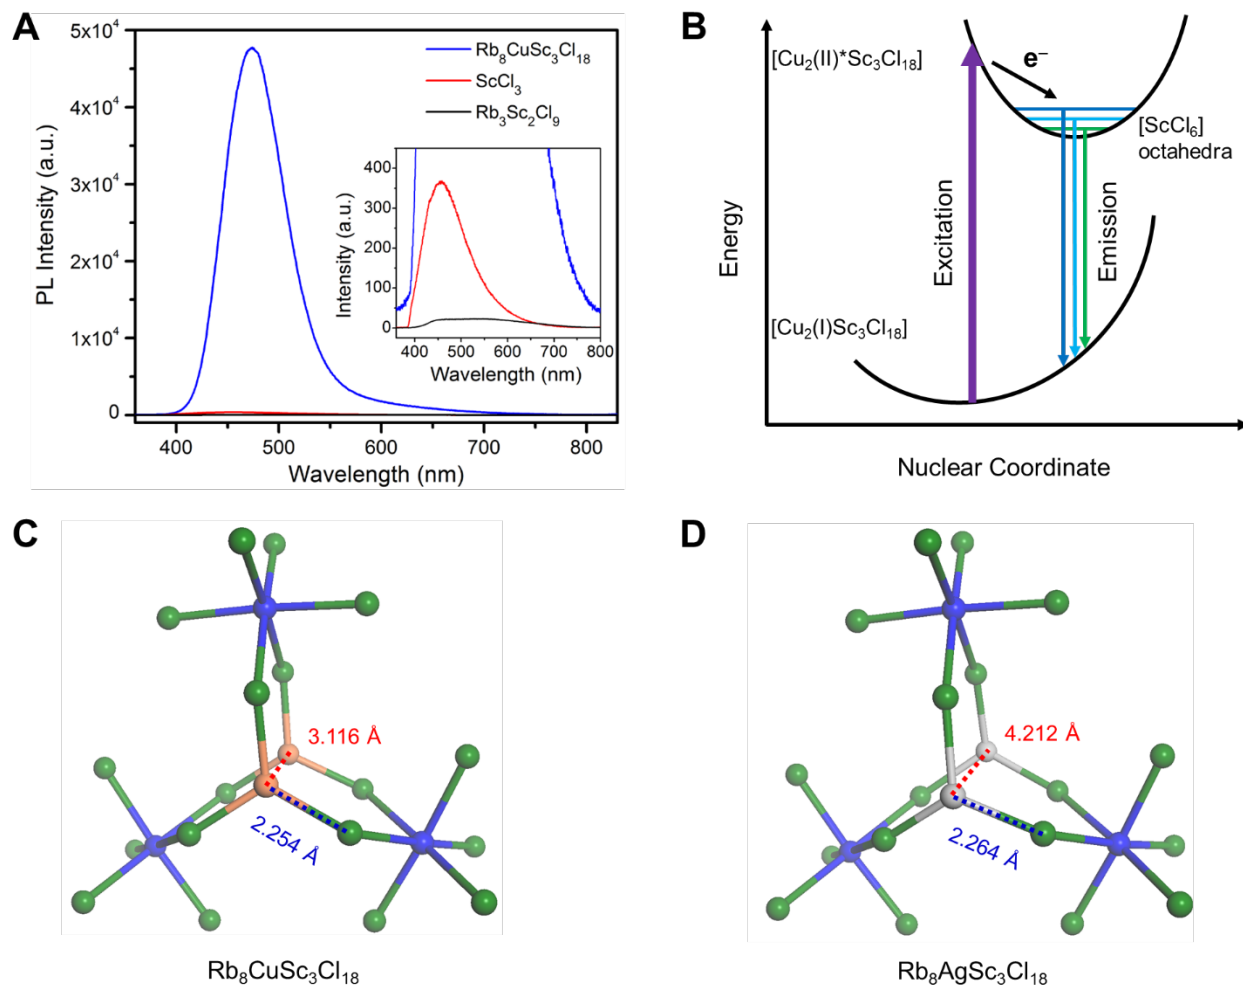 A
PL Intensity (a.u.)
5x10⁴
4x10⁴
3x10⁴
2x10⁴
1x10⁴
0
400
500
600
700
800
Wavelength (nm)
Rb₈CuSc₃Cl₁₈
ScCl₃
Rb₃Sc₂Cl₉
Intensity (a.u.)
400
300
200
100
0
400
500
600
700
800
Wavelength (nm)
B
Energy
[Cu₂(II)*Sc₃Cl₁₈]
e⁻
[ScCl₆]
octahedra
Excitation
Emission
[Cu₂(I)Sc₃Cl₁₈]
Nuclear Coordinate
C
3.116 Å
2.254 Å
Rb₈CuSc₃Cl₁₈
D
4.212 Å
2.264 Å
Rb₈AgSc₃Cl₁₈